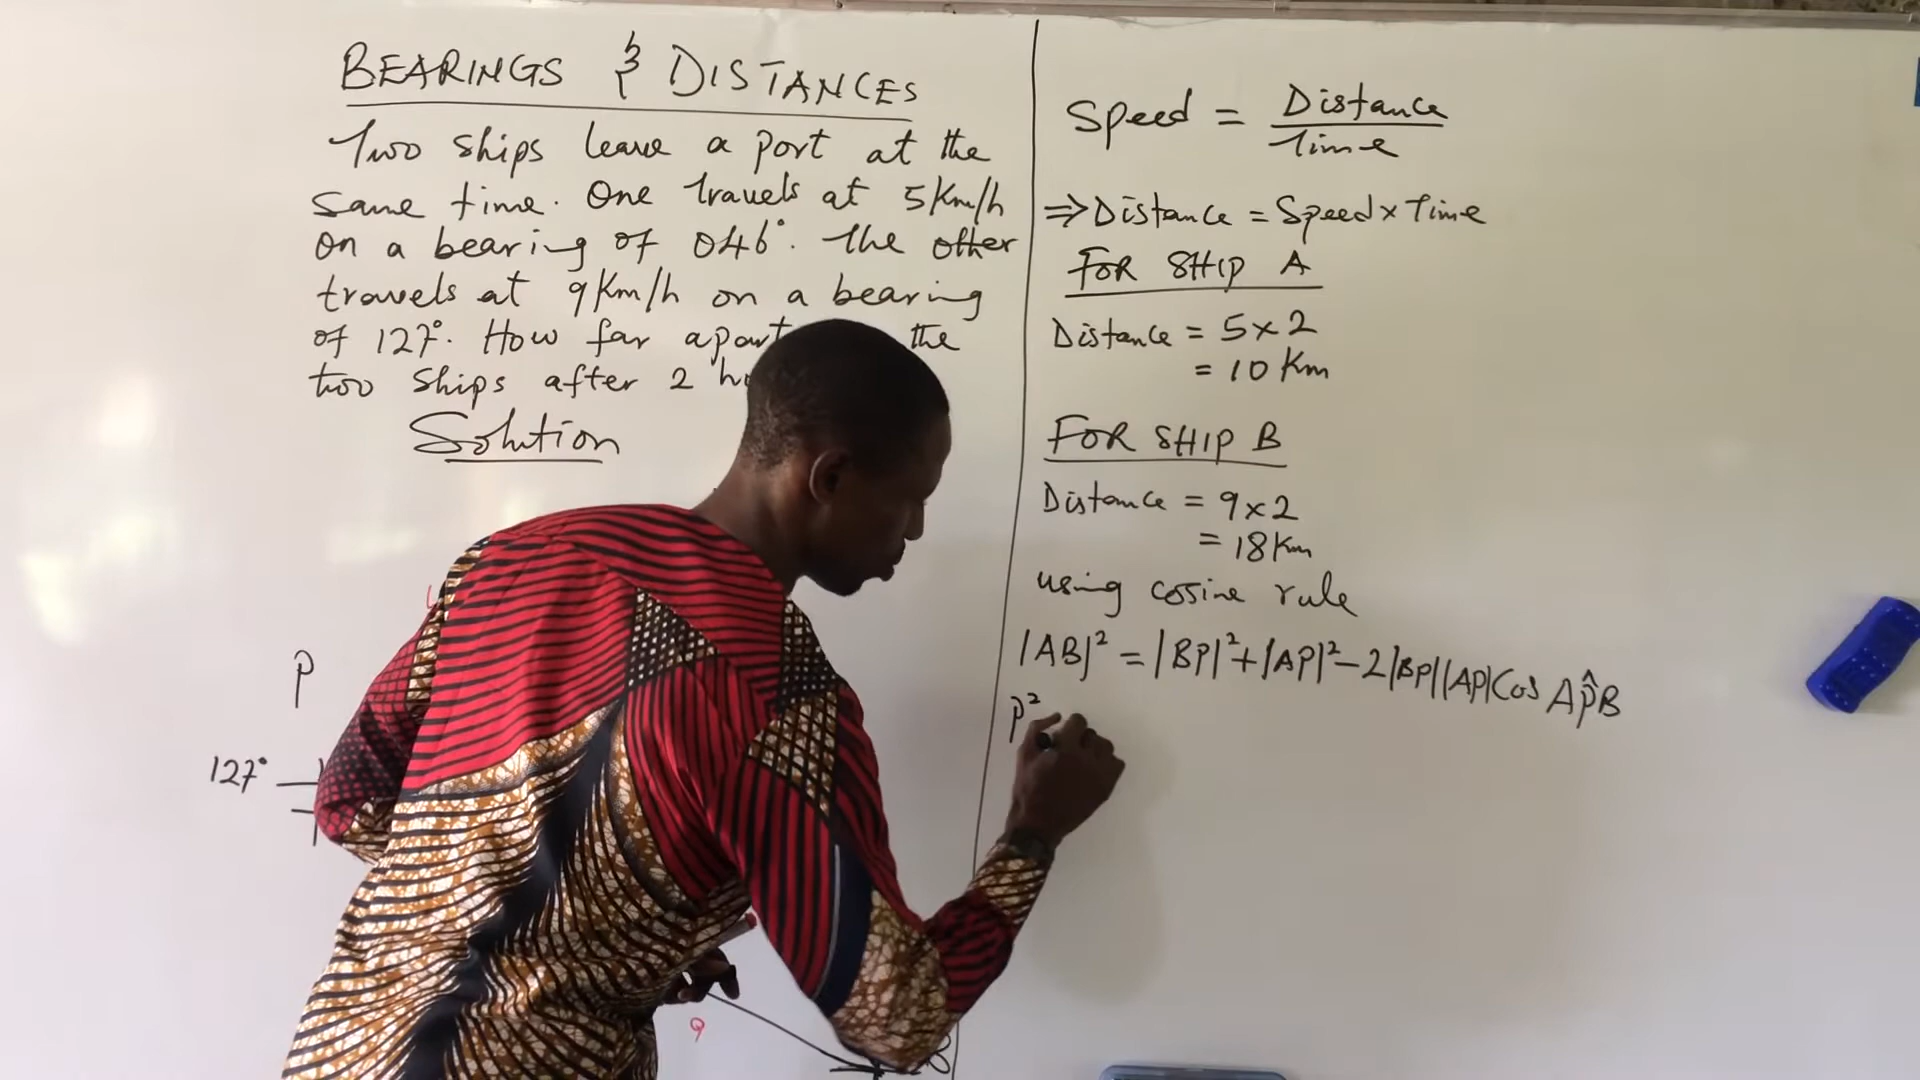 BEARINGS & DISTANCES
Two ships leave a port at the
same time. One travels at 5km/h
on a bearing of 046°. The other
travels at 9km/h on a bearing
of 127°. How far apart the
two ships after 2
Solution
P
127°
9
Speed = Distance / Time
⇒ Distance = Speed × Time
FOR SHIP A
Distance = 5 × 2
= 10 Km
FOR SHIP B
Distance = 9 × 2
= 18 Km
using cosine rule
|AB|² = |BP|² + |AP|² - 2|BP||AP| Cos AP̂B
P²